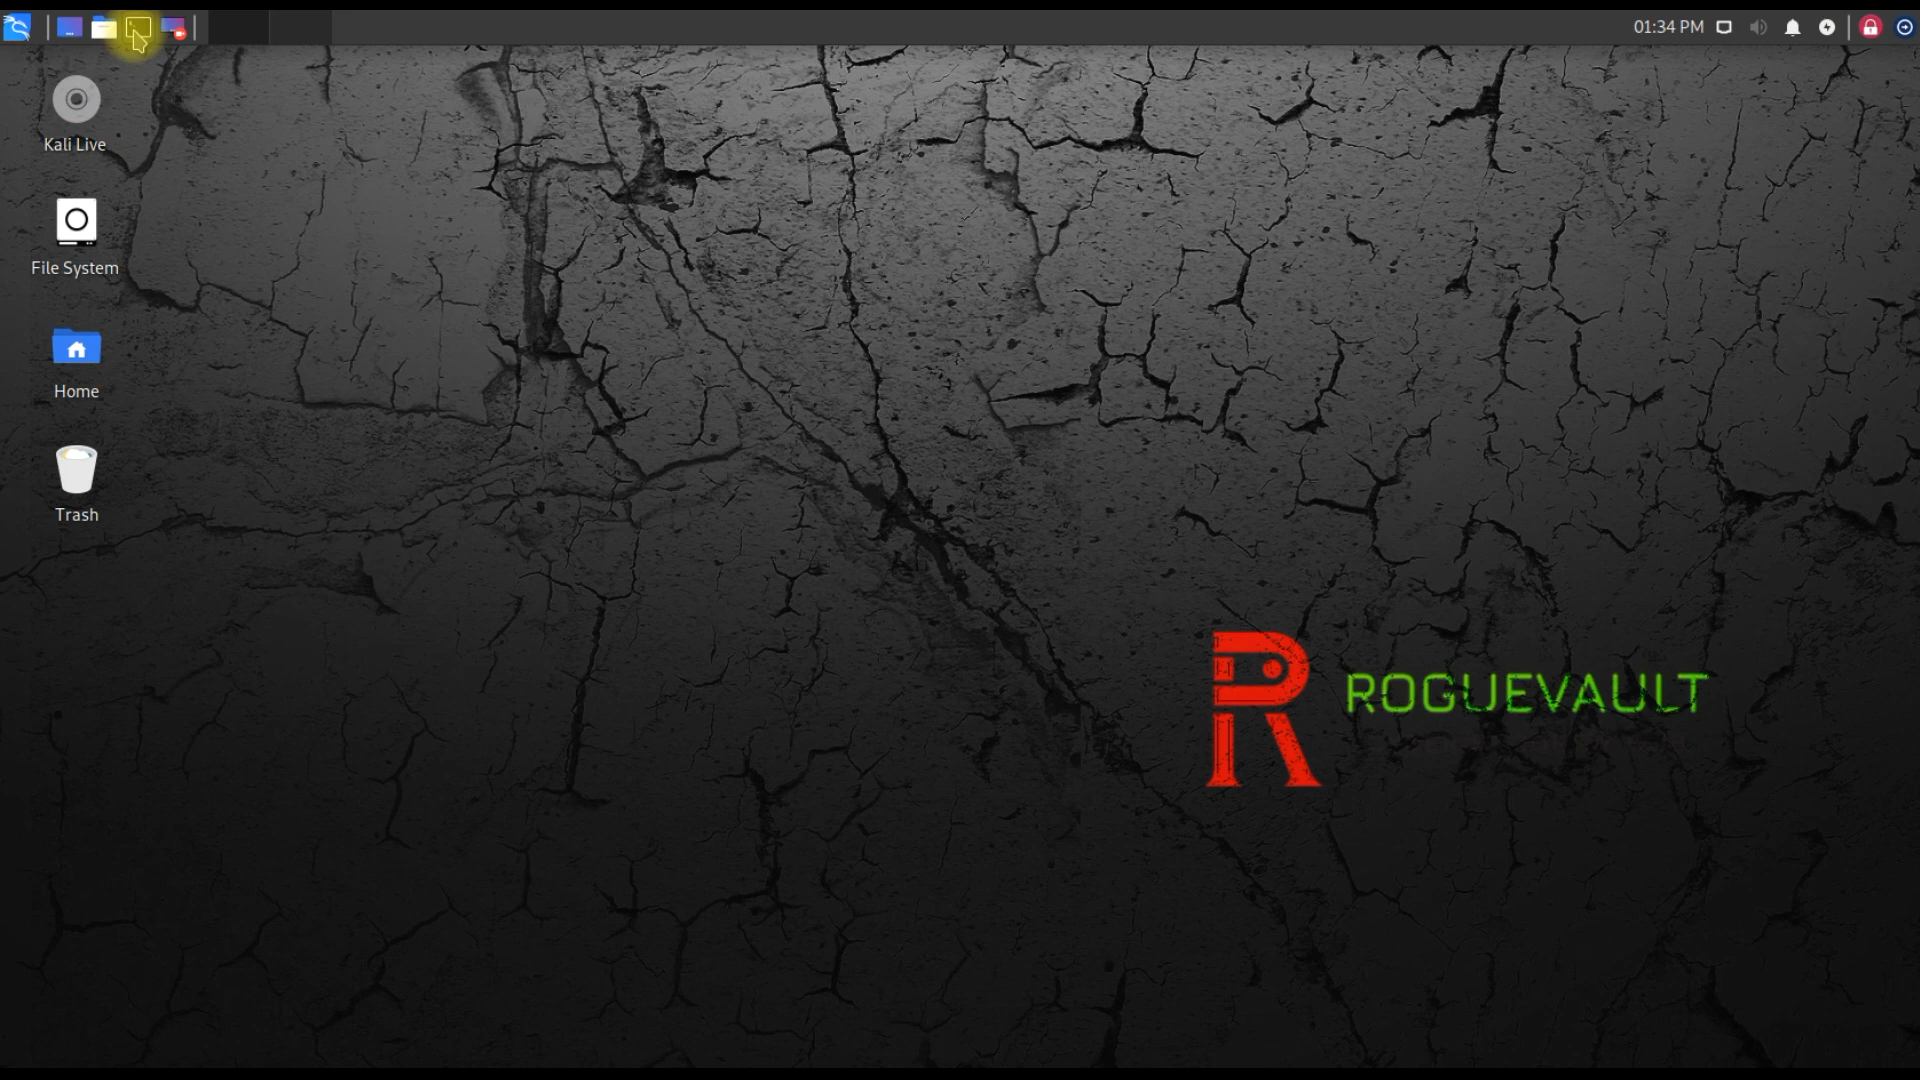 01:34 PM
Kali Live
File System
Home
Trash
R ROGUEVAULT